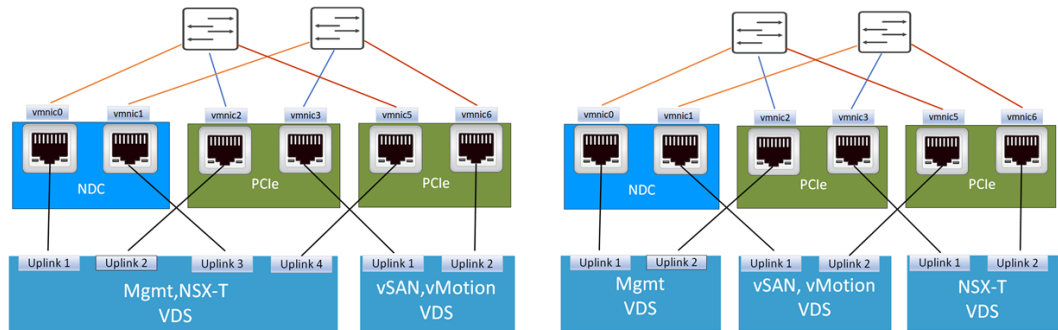 vmnic0 vmnic1 vmnic2 vmnic3 vmnic5 vmnic6
NDC PCIe PCIe
Uplink 1 Uplink 2 Uplink 3 Uplink 4 Uplink 1 Uplink 2
Mgmt,NSX-T
VDS
vSAN,vMotion
VDS
vmnic0 vmnic1 vmnic2 vmnic3 vmnic5 vmnic6
NDC PCIe PCIe
Uplink 1 Uplink 2 Uplink 1 Uplink 2 Uplink 1 Uplink 2
Mgmt
VDS
vSAN, vMotion
VDS
NSX-T
VDS